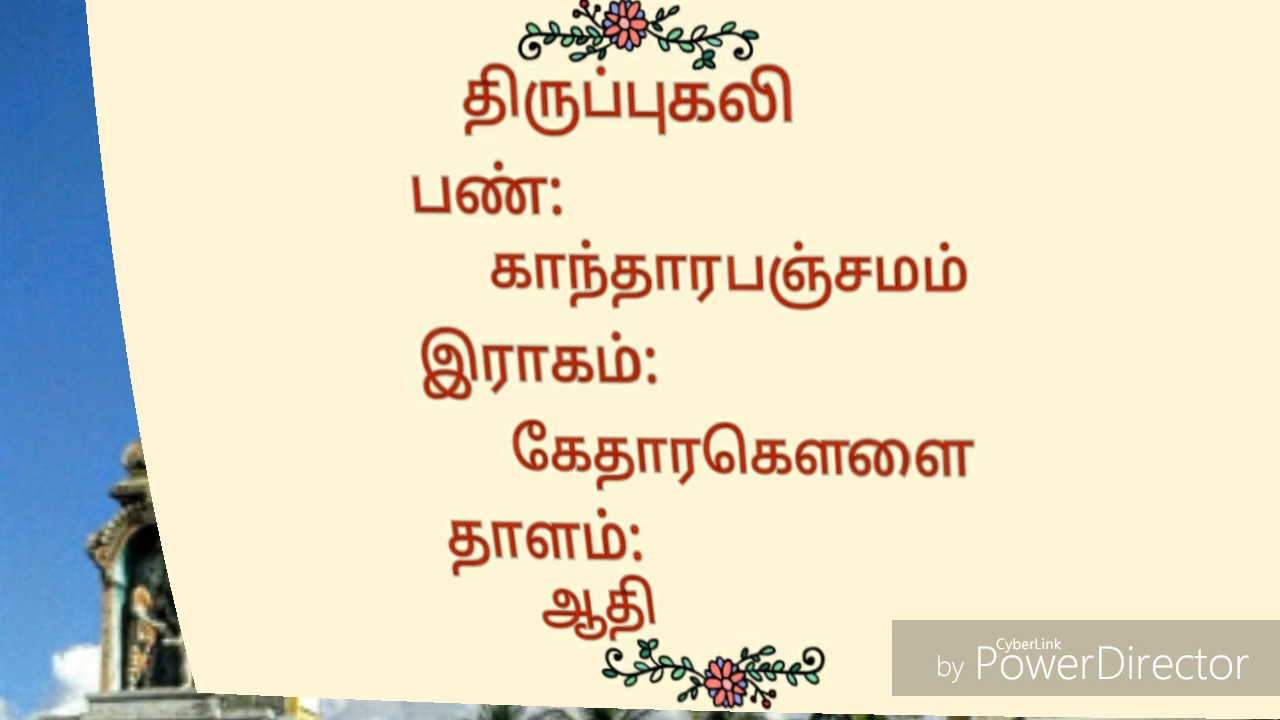 திருப்புகலி
பண்:
காந்தாரபஞ்சமம்
இராகம்:
கேதாரகௌளை
தாளம்:
ஆதி
CyberLink
by PowerDirector